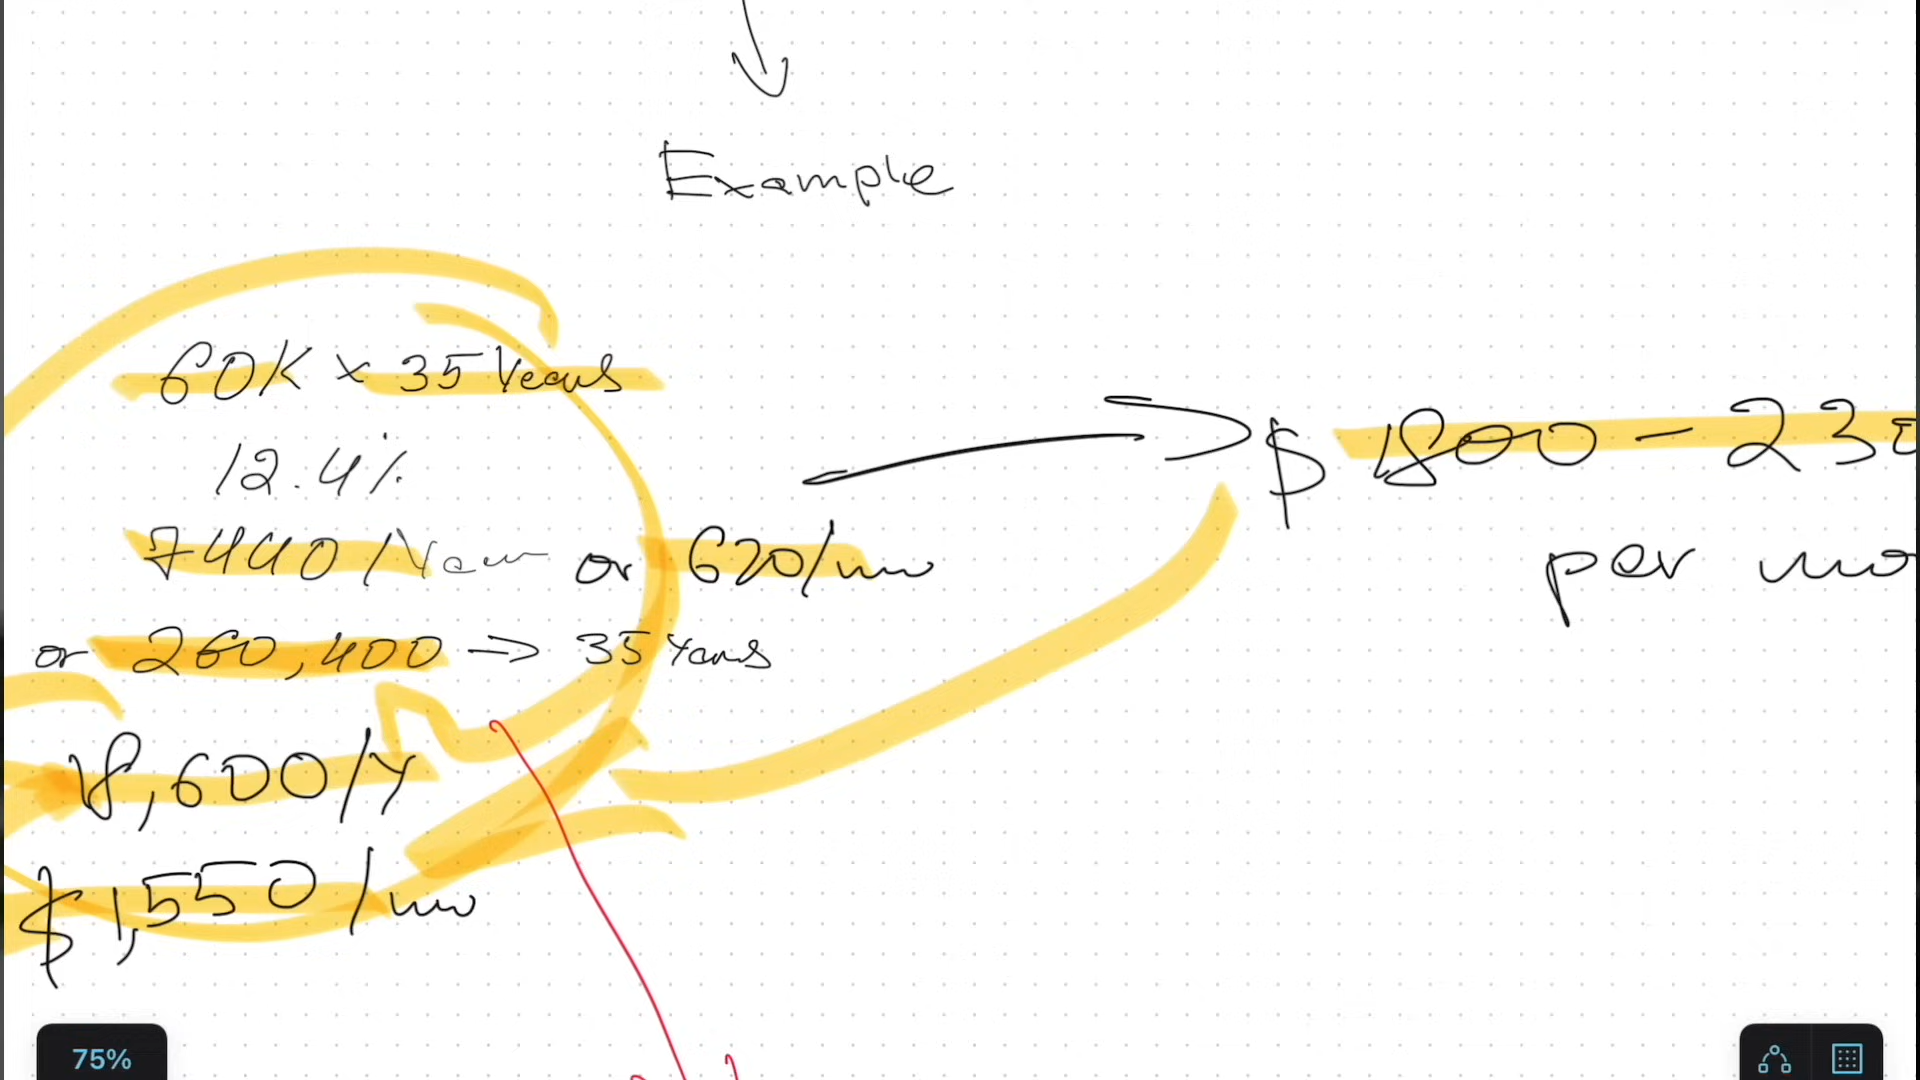 Example
60K x 35 Years
12.4%
7440/Year or 620/mo
or 260,400 => 35 Years
18,600/Y
$1,550/mo
$1800 - 230
per mo
75%